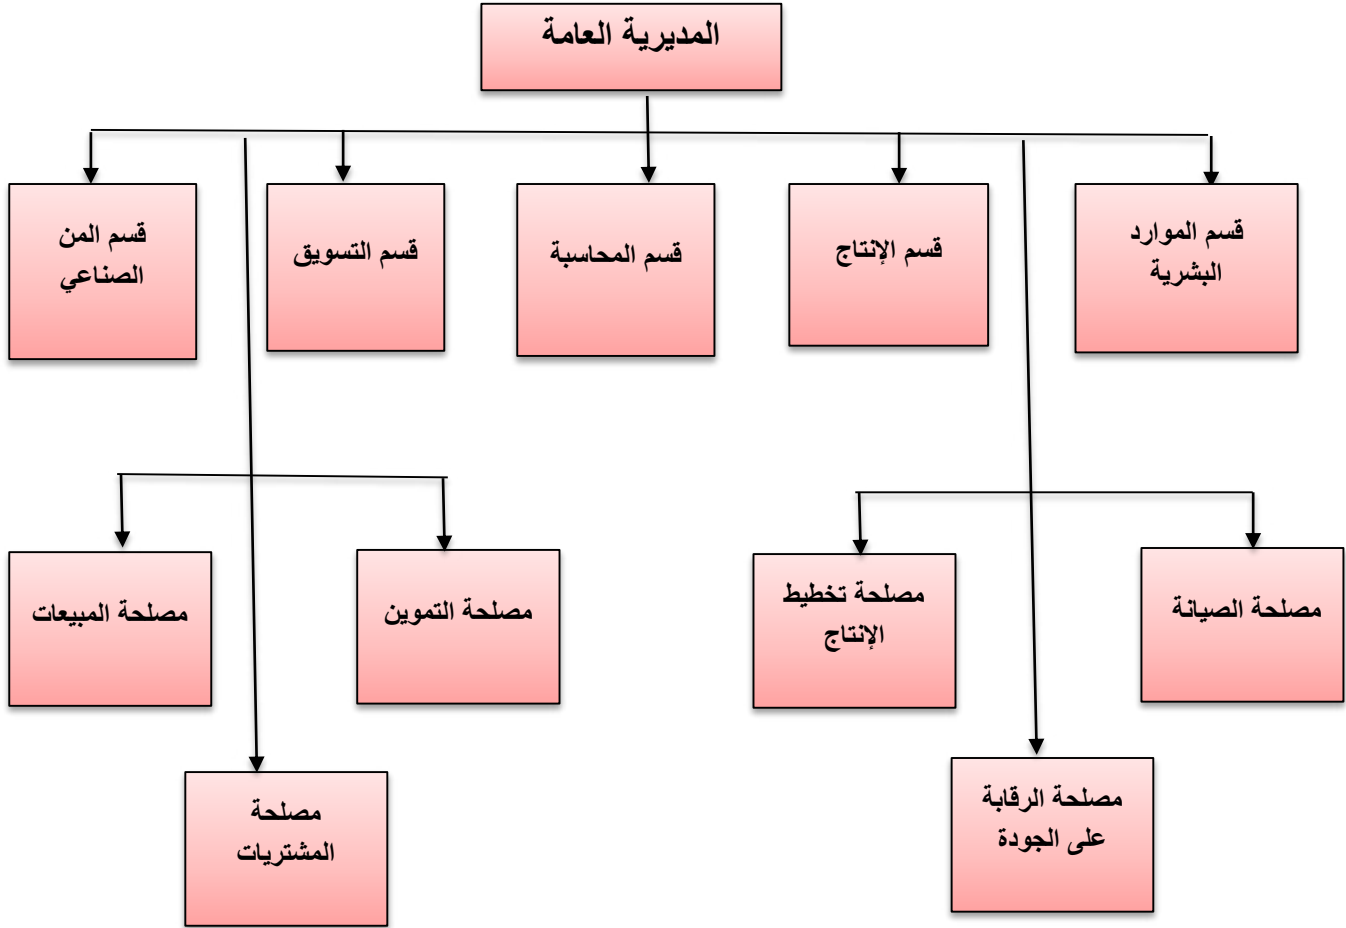 المديرية العامة
قسم الموارد
البشرية
قسم الإنتاج
قسم المحاسبة
قسم التسويق
قسم المن
الصناعي
مصلحة الصيانة
مصلحة تخطيط
الإنتاج
مصلحة التموين
مصلحة المبيعات
مصلحة الرقابة
على الجودة
مصلحة
المشتريات